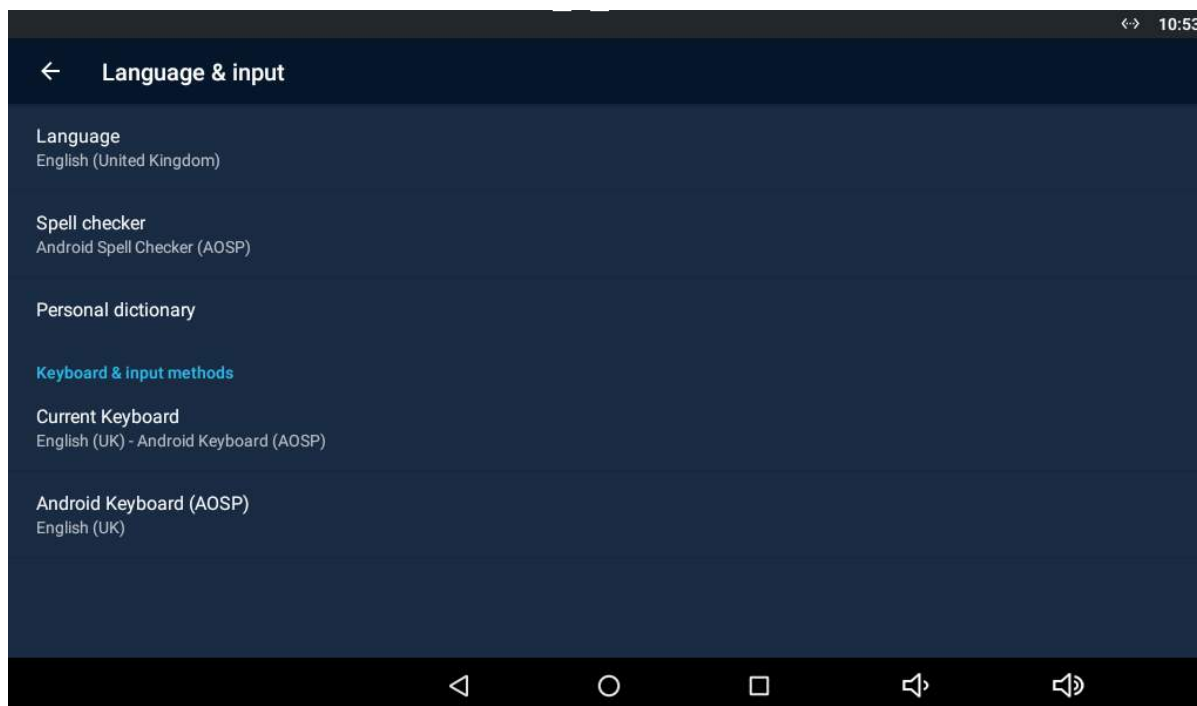 10:53
Language & input
Language
English (United Kingdom)
Spell checker
Android Spell Checker (AOSP)
Personal dictionary
Keyboard & input methods
Current Keyboard
English (UK) - Android Keyboard (AOSP)
Android Keyboard (AOSP)
English (UK)